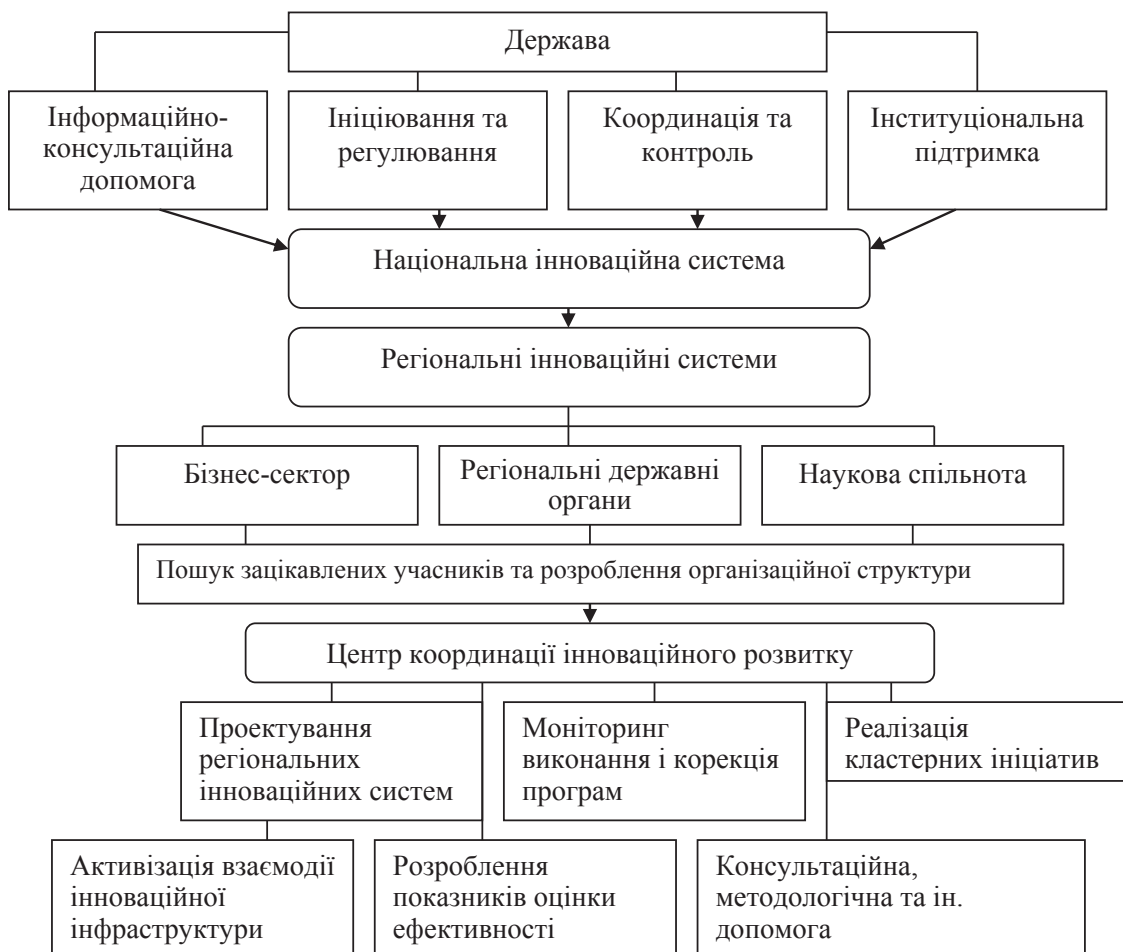 Держава
Інформаційно-
консультаційна
допомога
Ініціювання та
регулювання
Координація та
контроль
Інституціональна
підтримка
Національна інноваційна система
Регіональні інноваційні системи
Бізнес-сектор
Регіональні державні
органи
Наукова спільнота
Пошук зацікавлених учасників та розроблення організаційної структури
Центр координації інноваційного розвитку
Проектування
регіональних
інноваційних систем
Моніторинг
виконання і корекція
програм
Реалізація
кластерних ініціатив
Активізація взаємодії
інноваційної
інфраструктури
Розроблення
показників оцінки
ефективності
Консультаційна,
методологічна та ін.
допомога